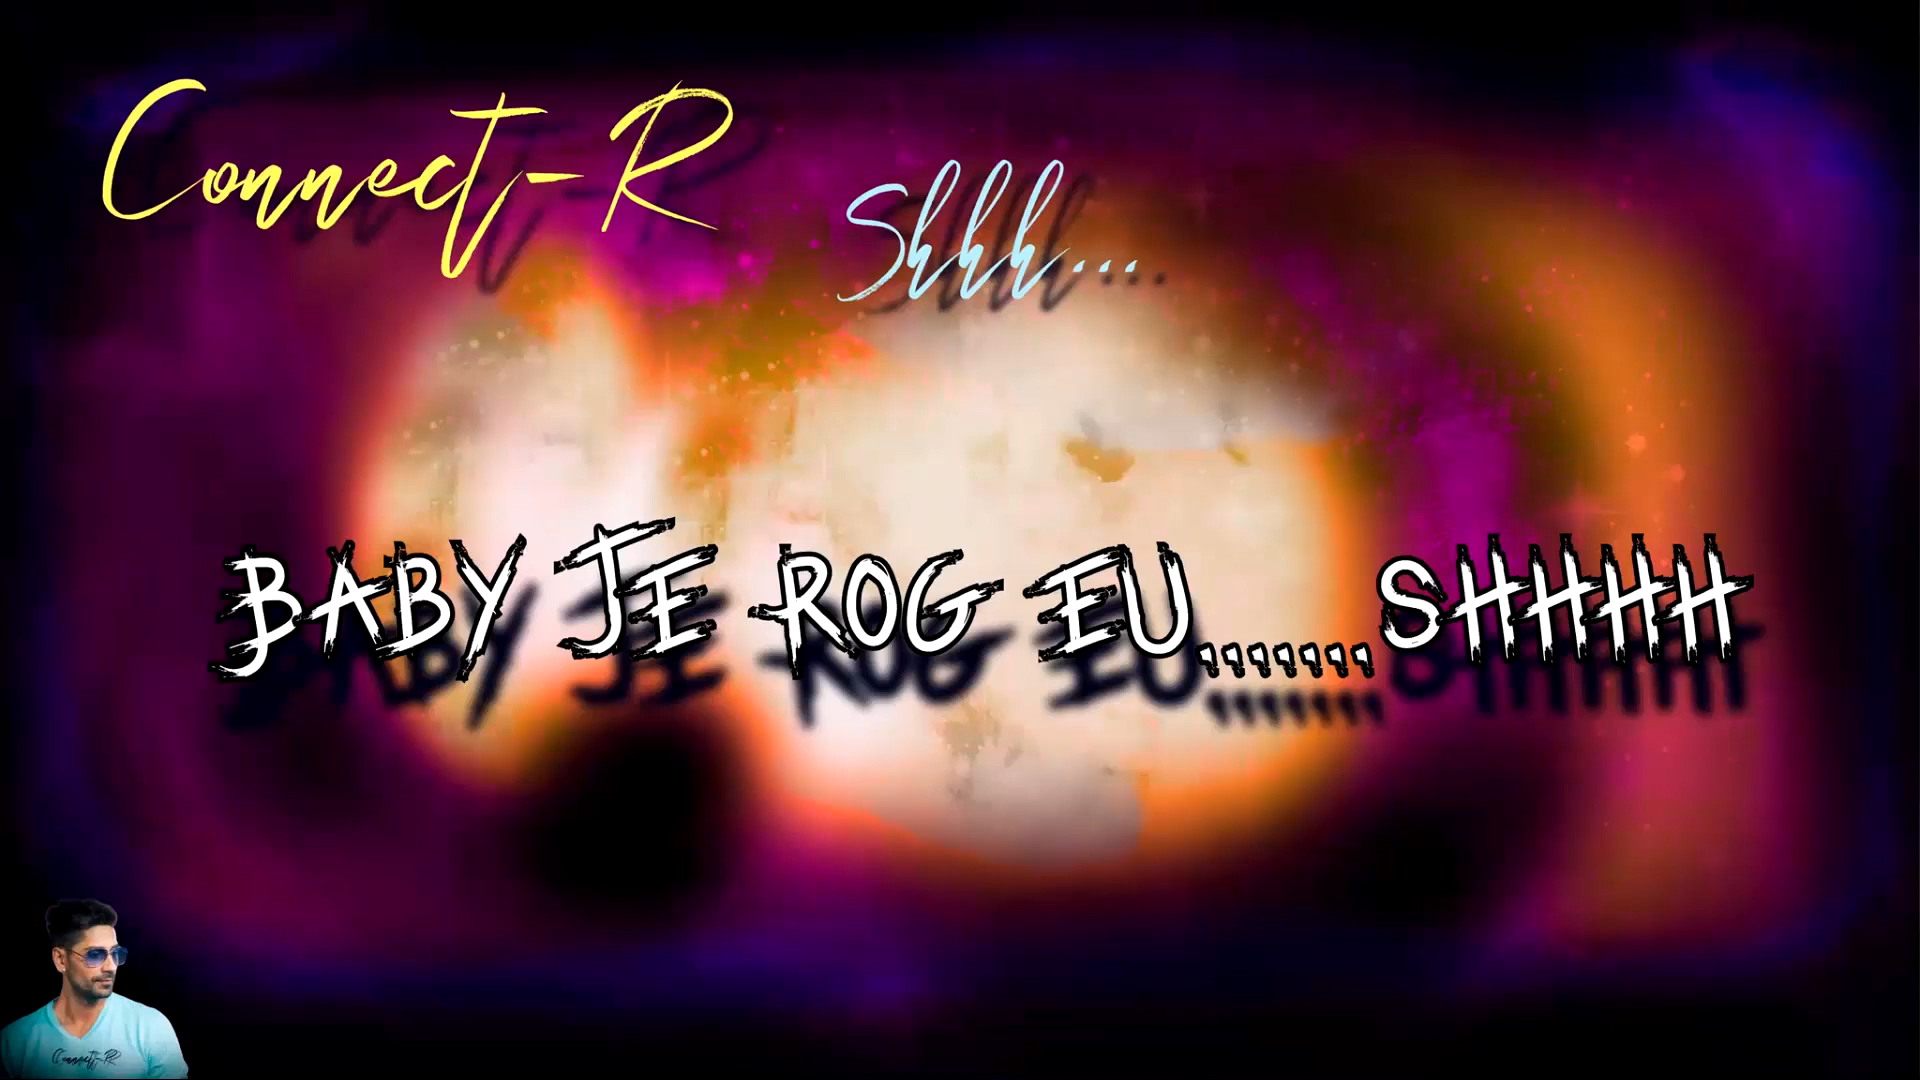 Connect-R
Shhh....
BABY JE ROG EU,,,,,,,SHHHH
Connect-R